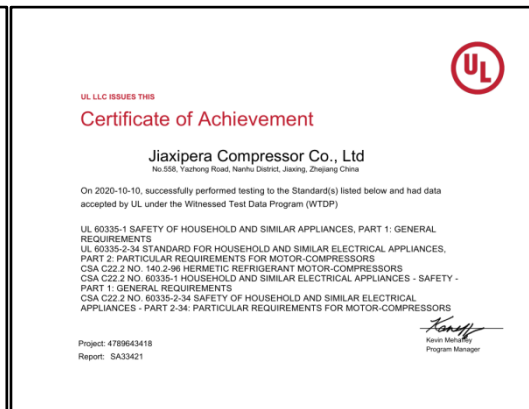 UL
UL LLC ISSUES THIS
Certificate of Achievement
Jiaxipera Compressor Co., Ltd
No.558, Yazhong Road, Nanhu District, Jiaxing, Zhejiang China
On 2020-10-10, successfully performed testing to the Standard(s) listed below and had data
accepted by UL under the Witnessed Test Data Program (WTDP)
UL 60335-1 SAFETY OF HOUSEHOLD AND SIMILAR APPLIANCES, PART 1: GENERAL
REQUIREMENTS
UL 60335-2-34 STANDARD FOR HOUSEHOLD AND SIMILAR ELECTRICAL APPLIANCES,
PART 2: PARTICULAR REQUIREMENTS FOR MOTOR-COMPRESSORS
CSA C22.2 NO. 140.2-96 HERMETIC REFRIGERANT MOTOR-COMPRESSORS
CSA C22.2 NO. 60335-1 HOUSEHOLD AND SIMILAR ELECTRICAL APPLIANCES - SAFETY -
PART 1: GENERAL REQUIREMENTS
CSA C22.2 NO. 60335-2-34 SAFETY OF HOUSEHOLD AND SIMILAR ELECTRICAL
APPLIANCES - PART 2-34: PARTICULAR REQUIREMENTS FOR MOTOR-COMPRESSORS
Kevin Mehaffey
Program Manager
Project: 4789643418
Report: SA33421